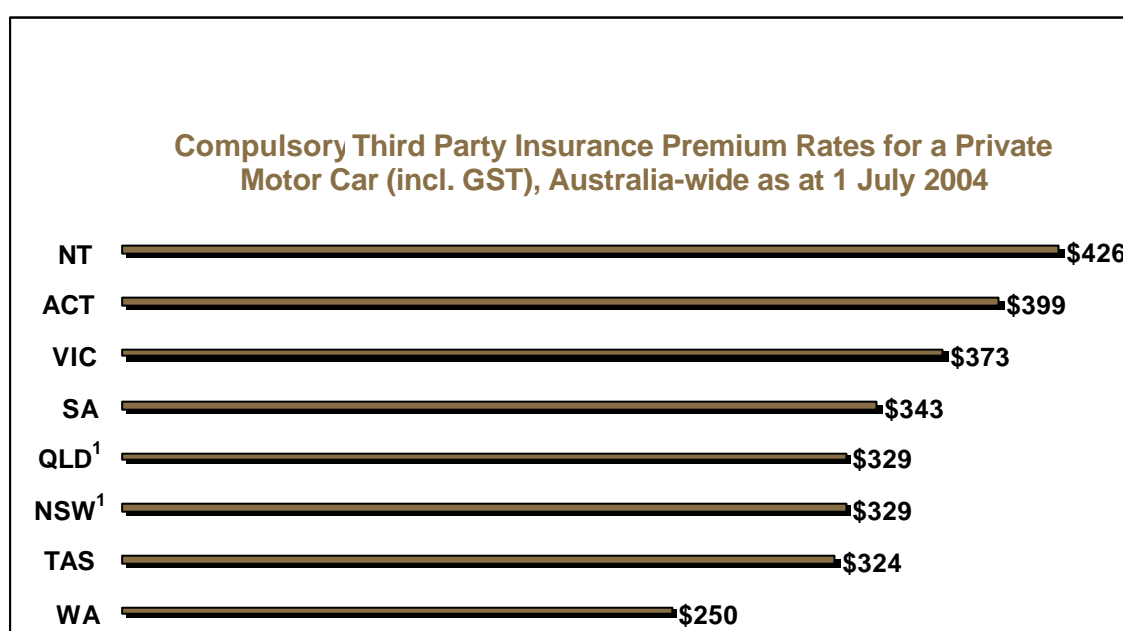 Compulsory Third Party Insurance Premium Rates for a Private
Motor Car (incl. GST), Australia-wide as at 1 July 2004
NT $426
ACT $399
VIC $373
SA $343
QLD¹ $329
NSW¹ $329
TAS $324
WA $250